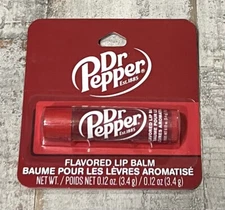 Dr
Pepper
Est. 1885
Dr
Pepper
Est. 1885
FLAVORED LIP BALM
BAUME POUR LES LÈVRES AROMATISÉ
NET WT. / POIDS NET 0.12 oz. (3.4 g) / 0.12 oz. (3.4 g)